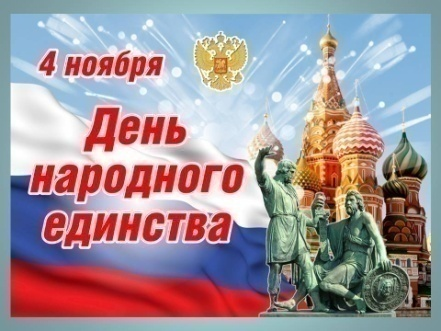 4 ноября
День
народного
единства